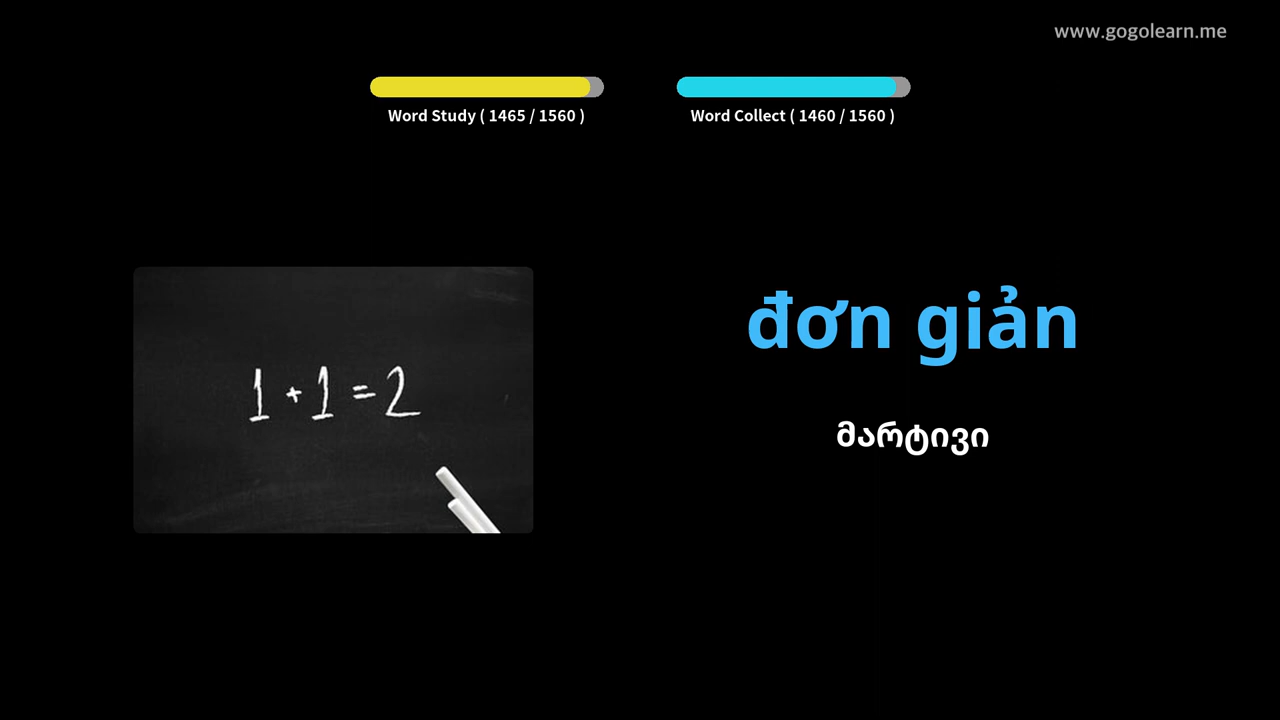 www.gogolearn.me
Word Study ( 1465 / 1560 )
Word Collect ( 1460 / 1560 )
1 + 1 = 2
đơn giản
მარტივი